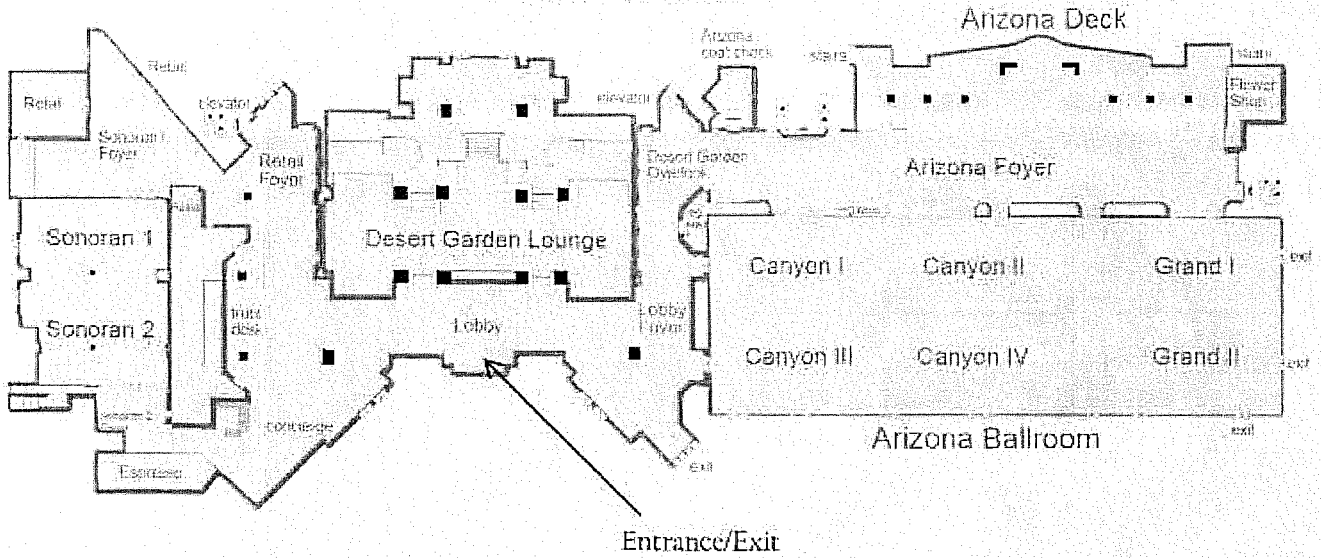 Arizona Deck
Arizona
coat check
stairs
stairs
Retail
Retail
elevator
elevator
Flower
Shop
Sonoran
Foyer
Retail
Foyer
Desert Garden
Overlook
Arizona Foyer
Sonoran 1
Desert Garden Lounge
Canyon I
Canyon II
Grand I
exit
front
desk
Lobby
Lobby
Foyer
Sonoran 2
Canyon III
Canyon IV
Grand II
exit
concierge
Arizona Ballroom
exit
Espresso
exit
Entrance/Exit